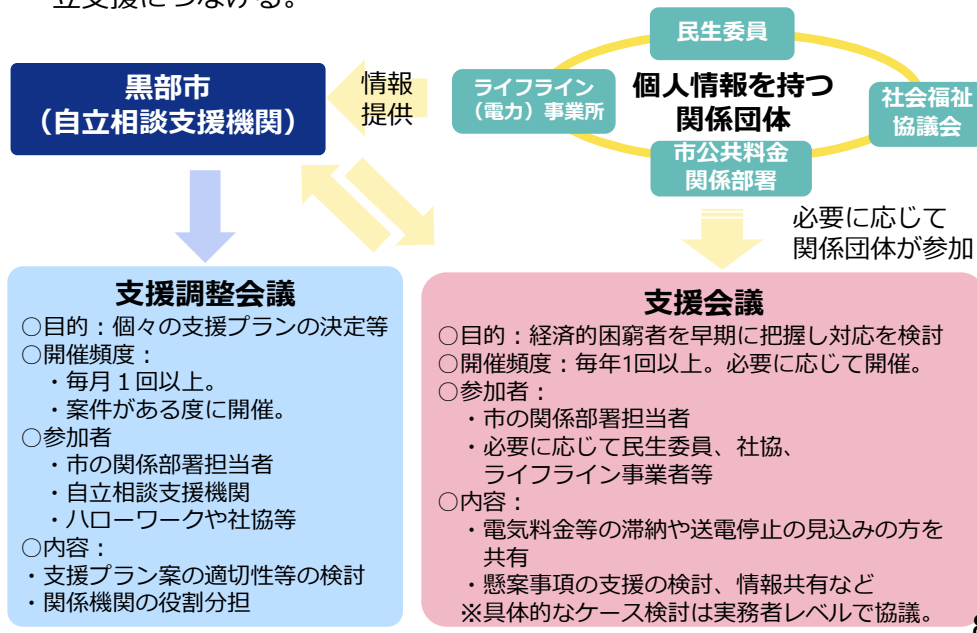 立支援につなげる。
民生委員
黒部市
（自立相談支援機関）
情報
提供
ライフライン
（電力）事業所
個人情報を持つ
関係団体
社会福祉
協議会
市公共料金
関係部署
必要に応じて
関係団体が参加
支援調整会議
○目的：個々の支援プランの決定等
○開催頻度：
・毎月１回以上。
・案件がある度に開催。
○参加者
・市の関係部署担当者
・自立相談支援機関
・ハローワークや社協等
○内容：
・支援プラン案の適切性等の検討
・関係機関の役割分担
支援会議
○目的：経済的困窮者を早期に把握し対応を検討
○開催頻度：毎年1回以上。必要に応じて開催。
○参加者：
・市の関係部署担当者
・必要に応じて民生委員、社協、
ライフライン事業者等
○内容：
・電気料金等の滞納や送電停止の見込みの方を
共有
・懸案事項の支援の検討、情報共有など
※具体的なケース検討は実務者レベルで協議。